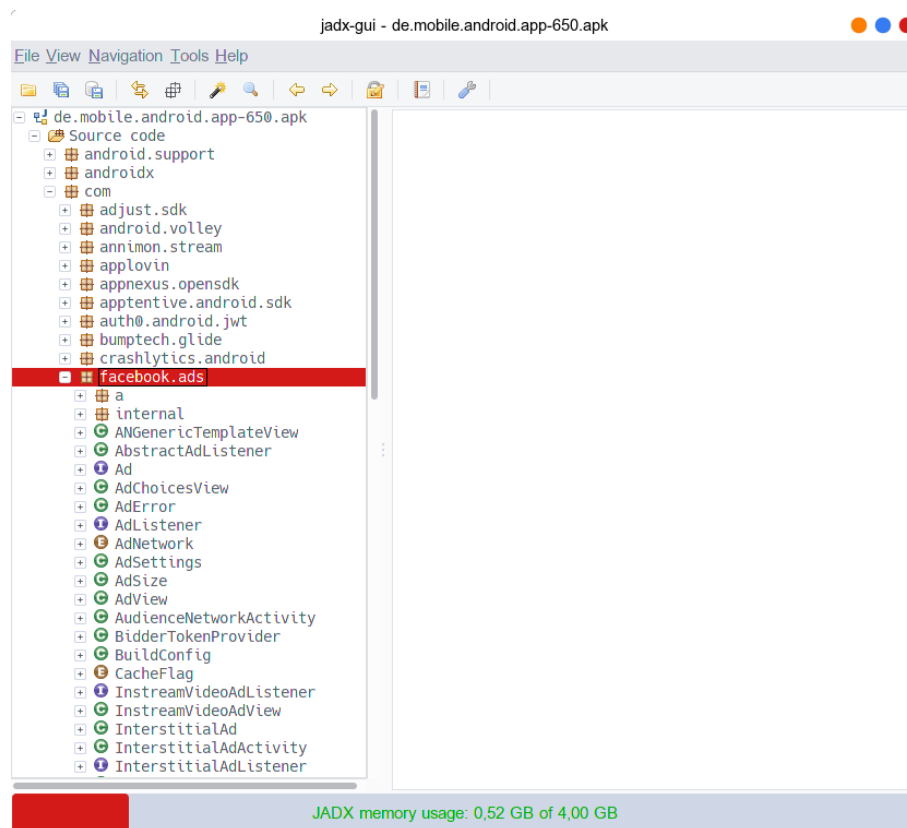 jadx-gui - de.mobile.android.app-650.apk
File View Navigation Tools Help
de.mobile.android.app-650.apk
Source code
android.support
androidx
com
adjust.sdk
android.volley
annimon.stream
applovin
appnexus.opensdk
apptentive.android.sdk
auth0.android.jwt
bumptech.glide
crashlytics.android
facebook.ads
a
internal
C ANGenericTemplateView
C AbstractAdListener
I Ad
C AdChoicesView
C AdError
I AdListener
E AdNetwork
C AdSettings
C AdSize
C AdView
C AudienceNetworkActivity
C BidderTokenProvider
C BuildConfig
E CacheFlag
I InstreamVideoAdListener
C InstreamVideoAdView
C InterstitialAd
C InterstitialAdActivity
I InterstitialAdListener
JADX memory usage: 0,52 GB of 4,00 GB